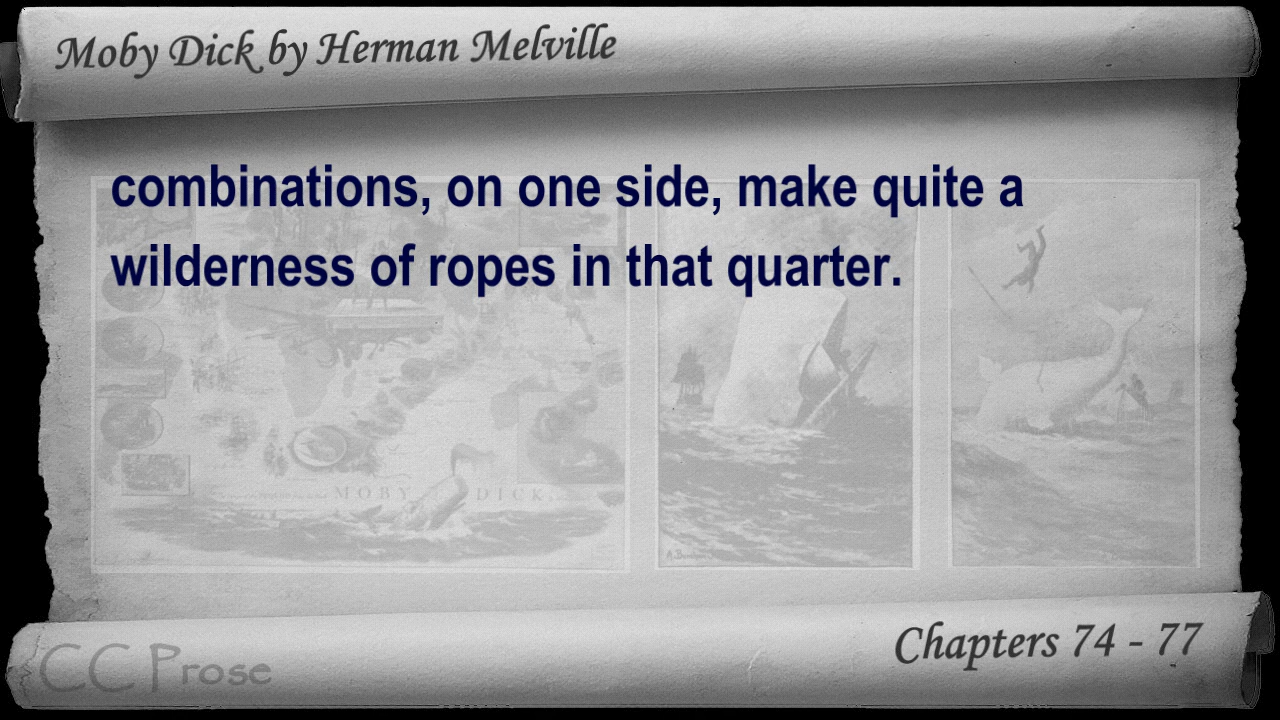 Moby Dick by Herman Melville
combinations, on one side, make quite a
wilderness of ropes in that quarter.
MOBY DICK
Chapters 74 - 77
CC Prose